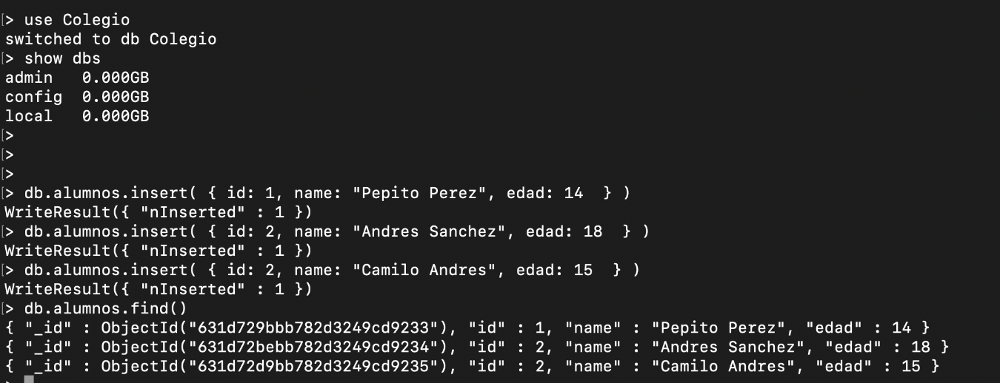 > use Colegio
switched to db Colegio
> show dbs
admin   0.000GB
config  0.000GB
local   0.000GB
>
>
>
> db.alumnos.insert( { id: 1, name: "Pepito Perez", edad: 14  } )
WriteResult({ "nInserted" : 1 })
> db.alumnos.insert( { id: 2, name: "Andres Sanchez", edad: 18  } )
WriteResult({ "nInserted" : 1 })
> db.alumnos.insert( { id: 2, name: "Camilo Andres", edad: 15  } )
WriteResult({ "nInserted" : 1 })
> db.alumnos.find()
{ "_id" : ObjectId("631d729bbb782d3249cd9233"), "id" : 1, "name" : "Pepito Perez", "edad" : 14 }
{ "_id" : ObjectId("631d72bebb782d3249cd9234"), "id" : 2, "name" : "Andres Sanchez", "edad" : 18 }
{ "_id" : ObjectId("631d72d9bb782d3249cd9235"), "id" : 2, "name" : "Camilo Andres", "edad" : 15 }
>